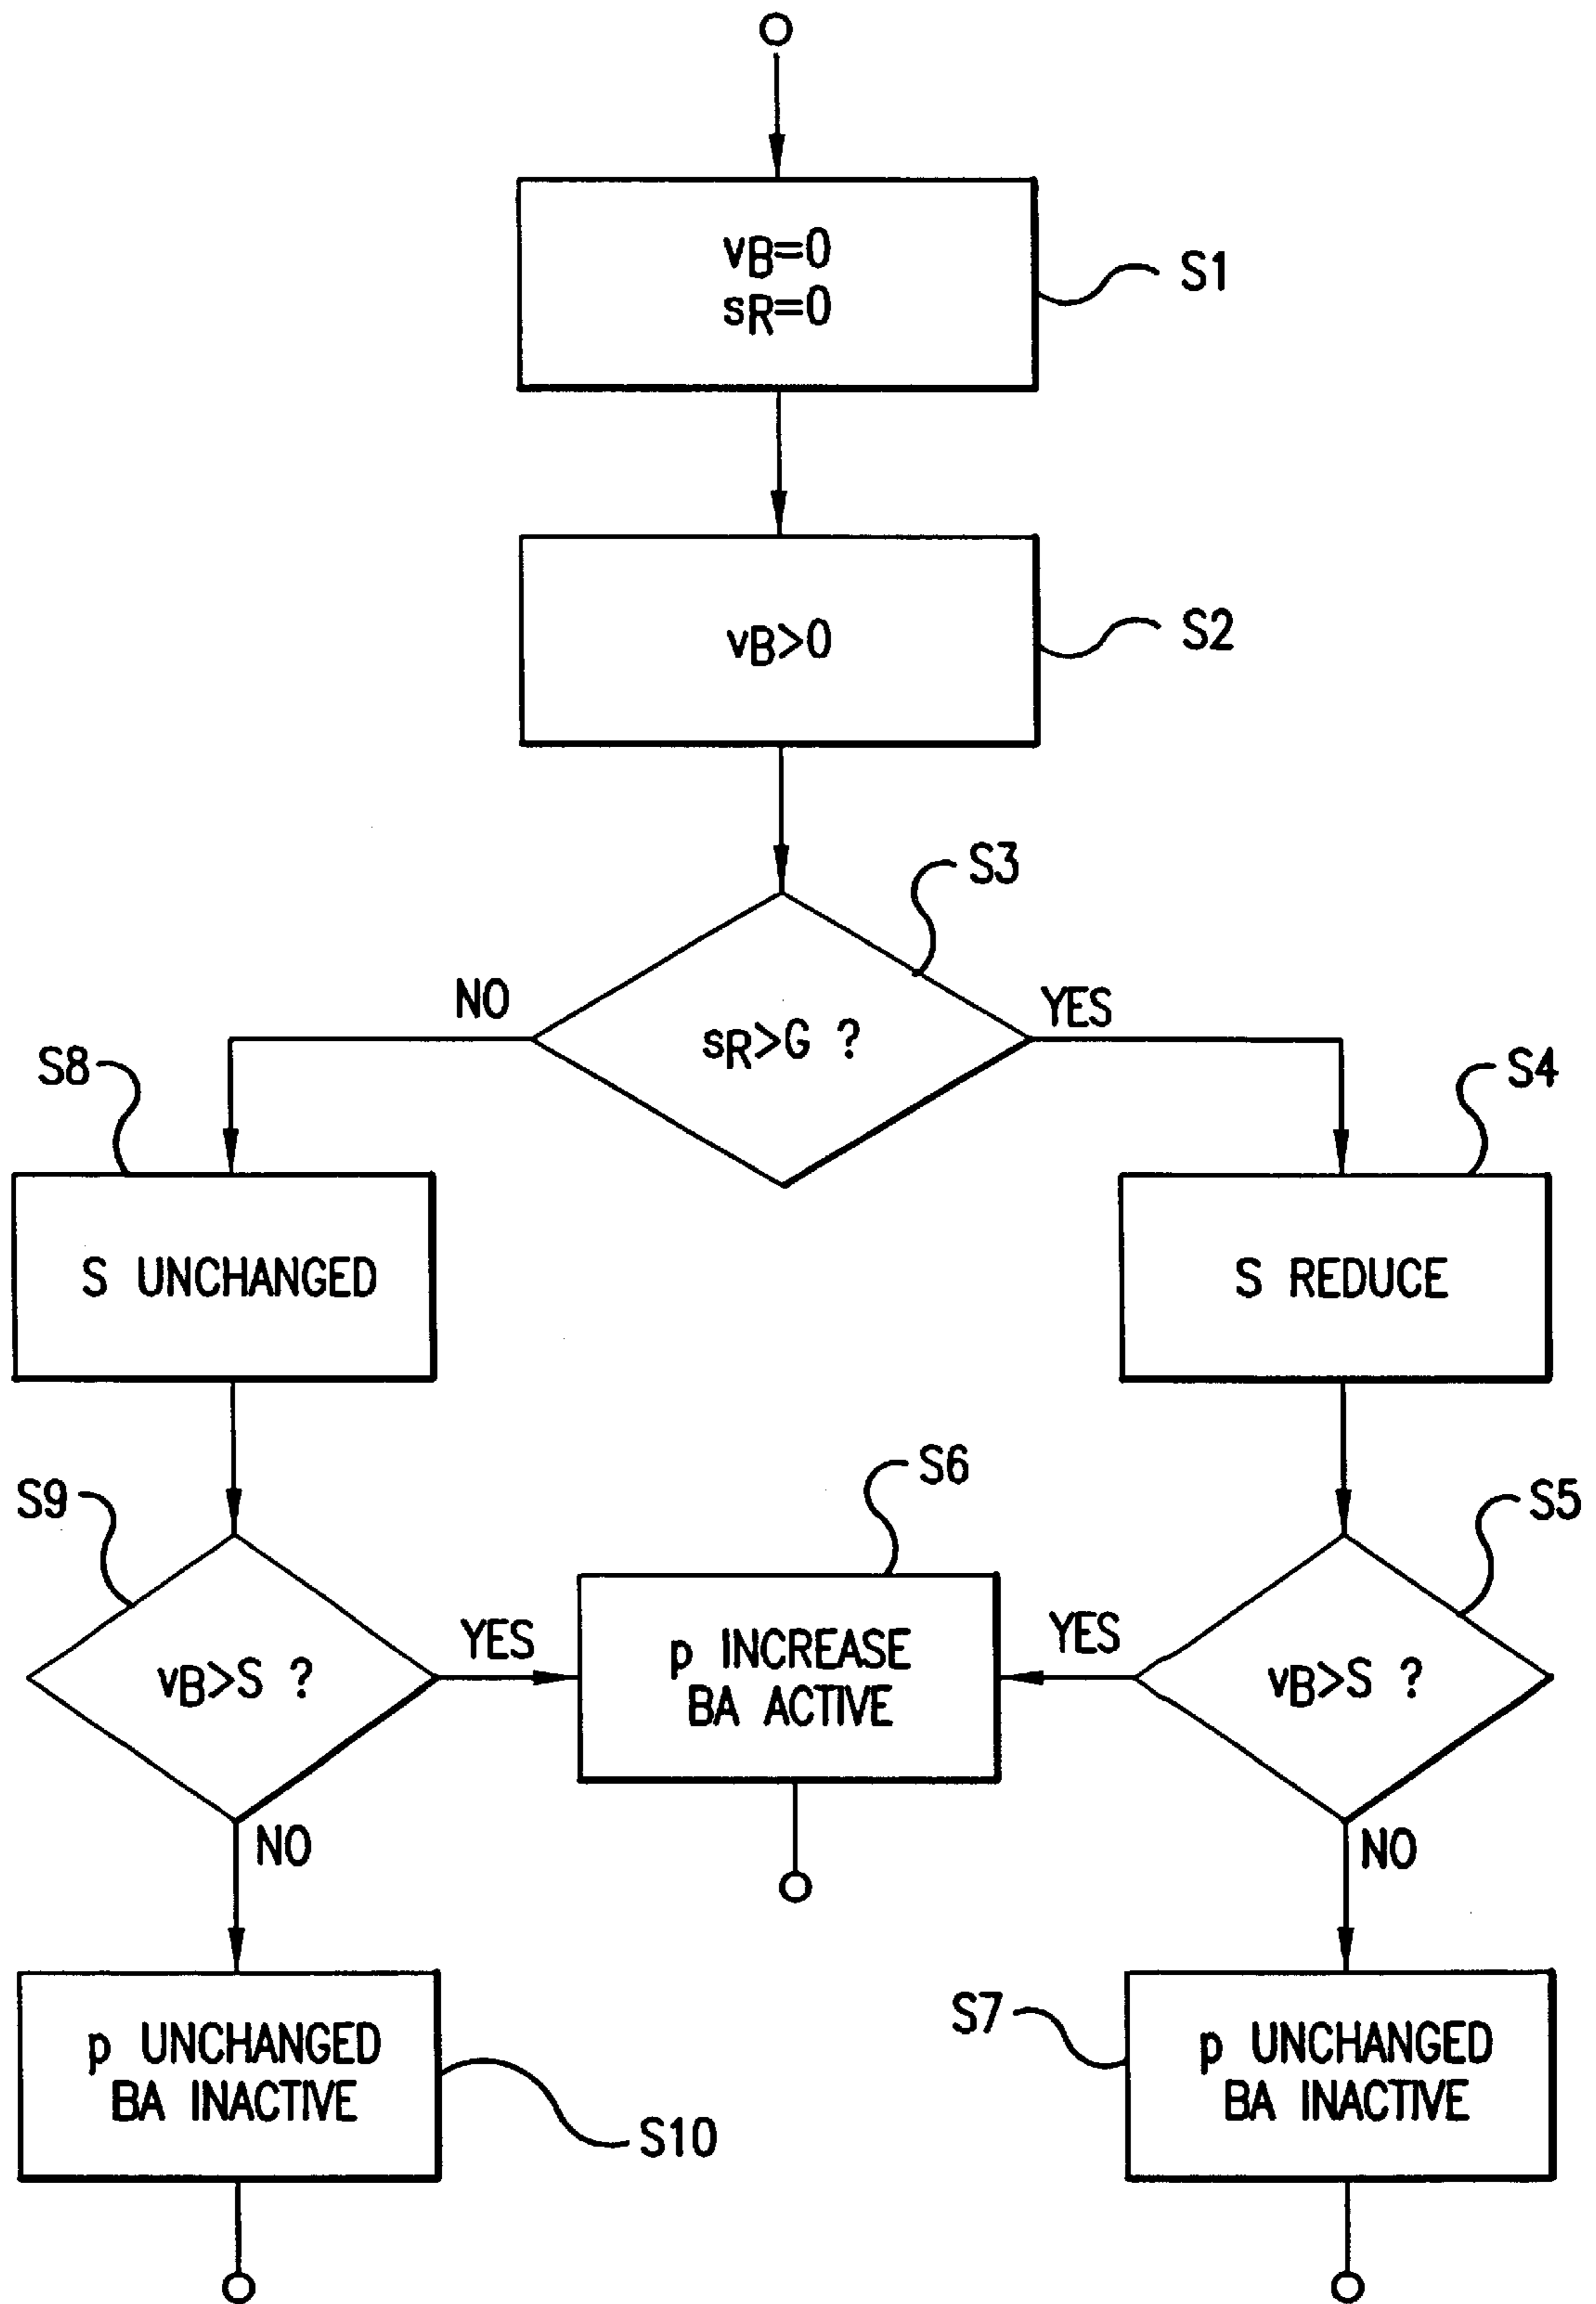 vB=0
sR=0
S1
vB>0
S2
S3
NO
sR>G ?
YES
S8
S4
S UNCHANGED
S REDUCE
S9
S6
S5
vB>S ?
YES
p INCREASE
BA ACTIVE
YES
vB>S ?
NO
NO
p UNCHANGED
BA INACTIVE
S10
S7
p UNCHANGED
BA INACTIVE